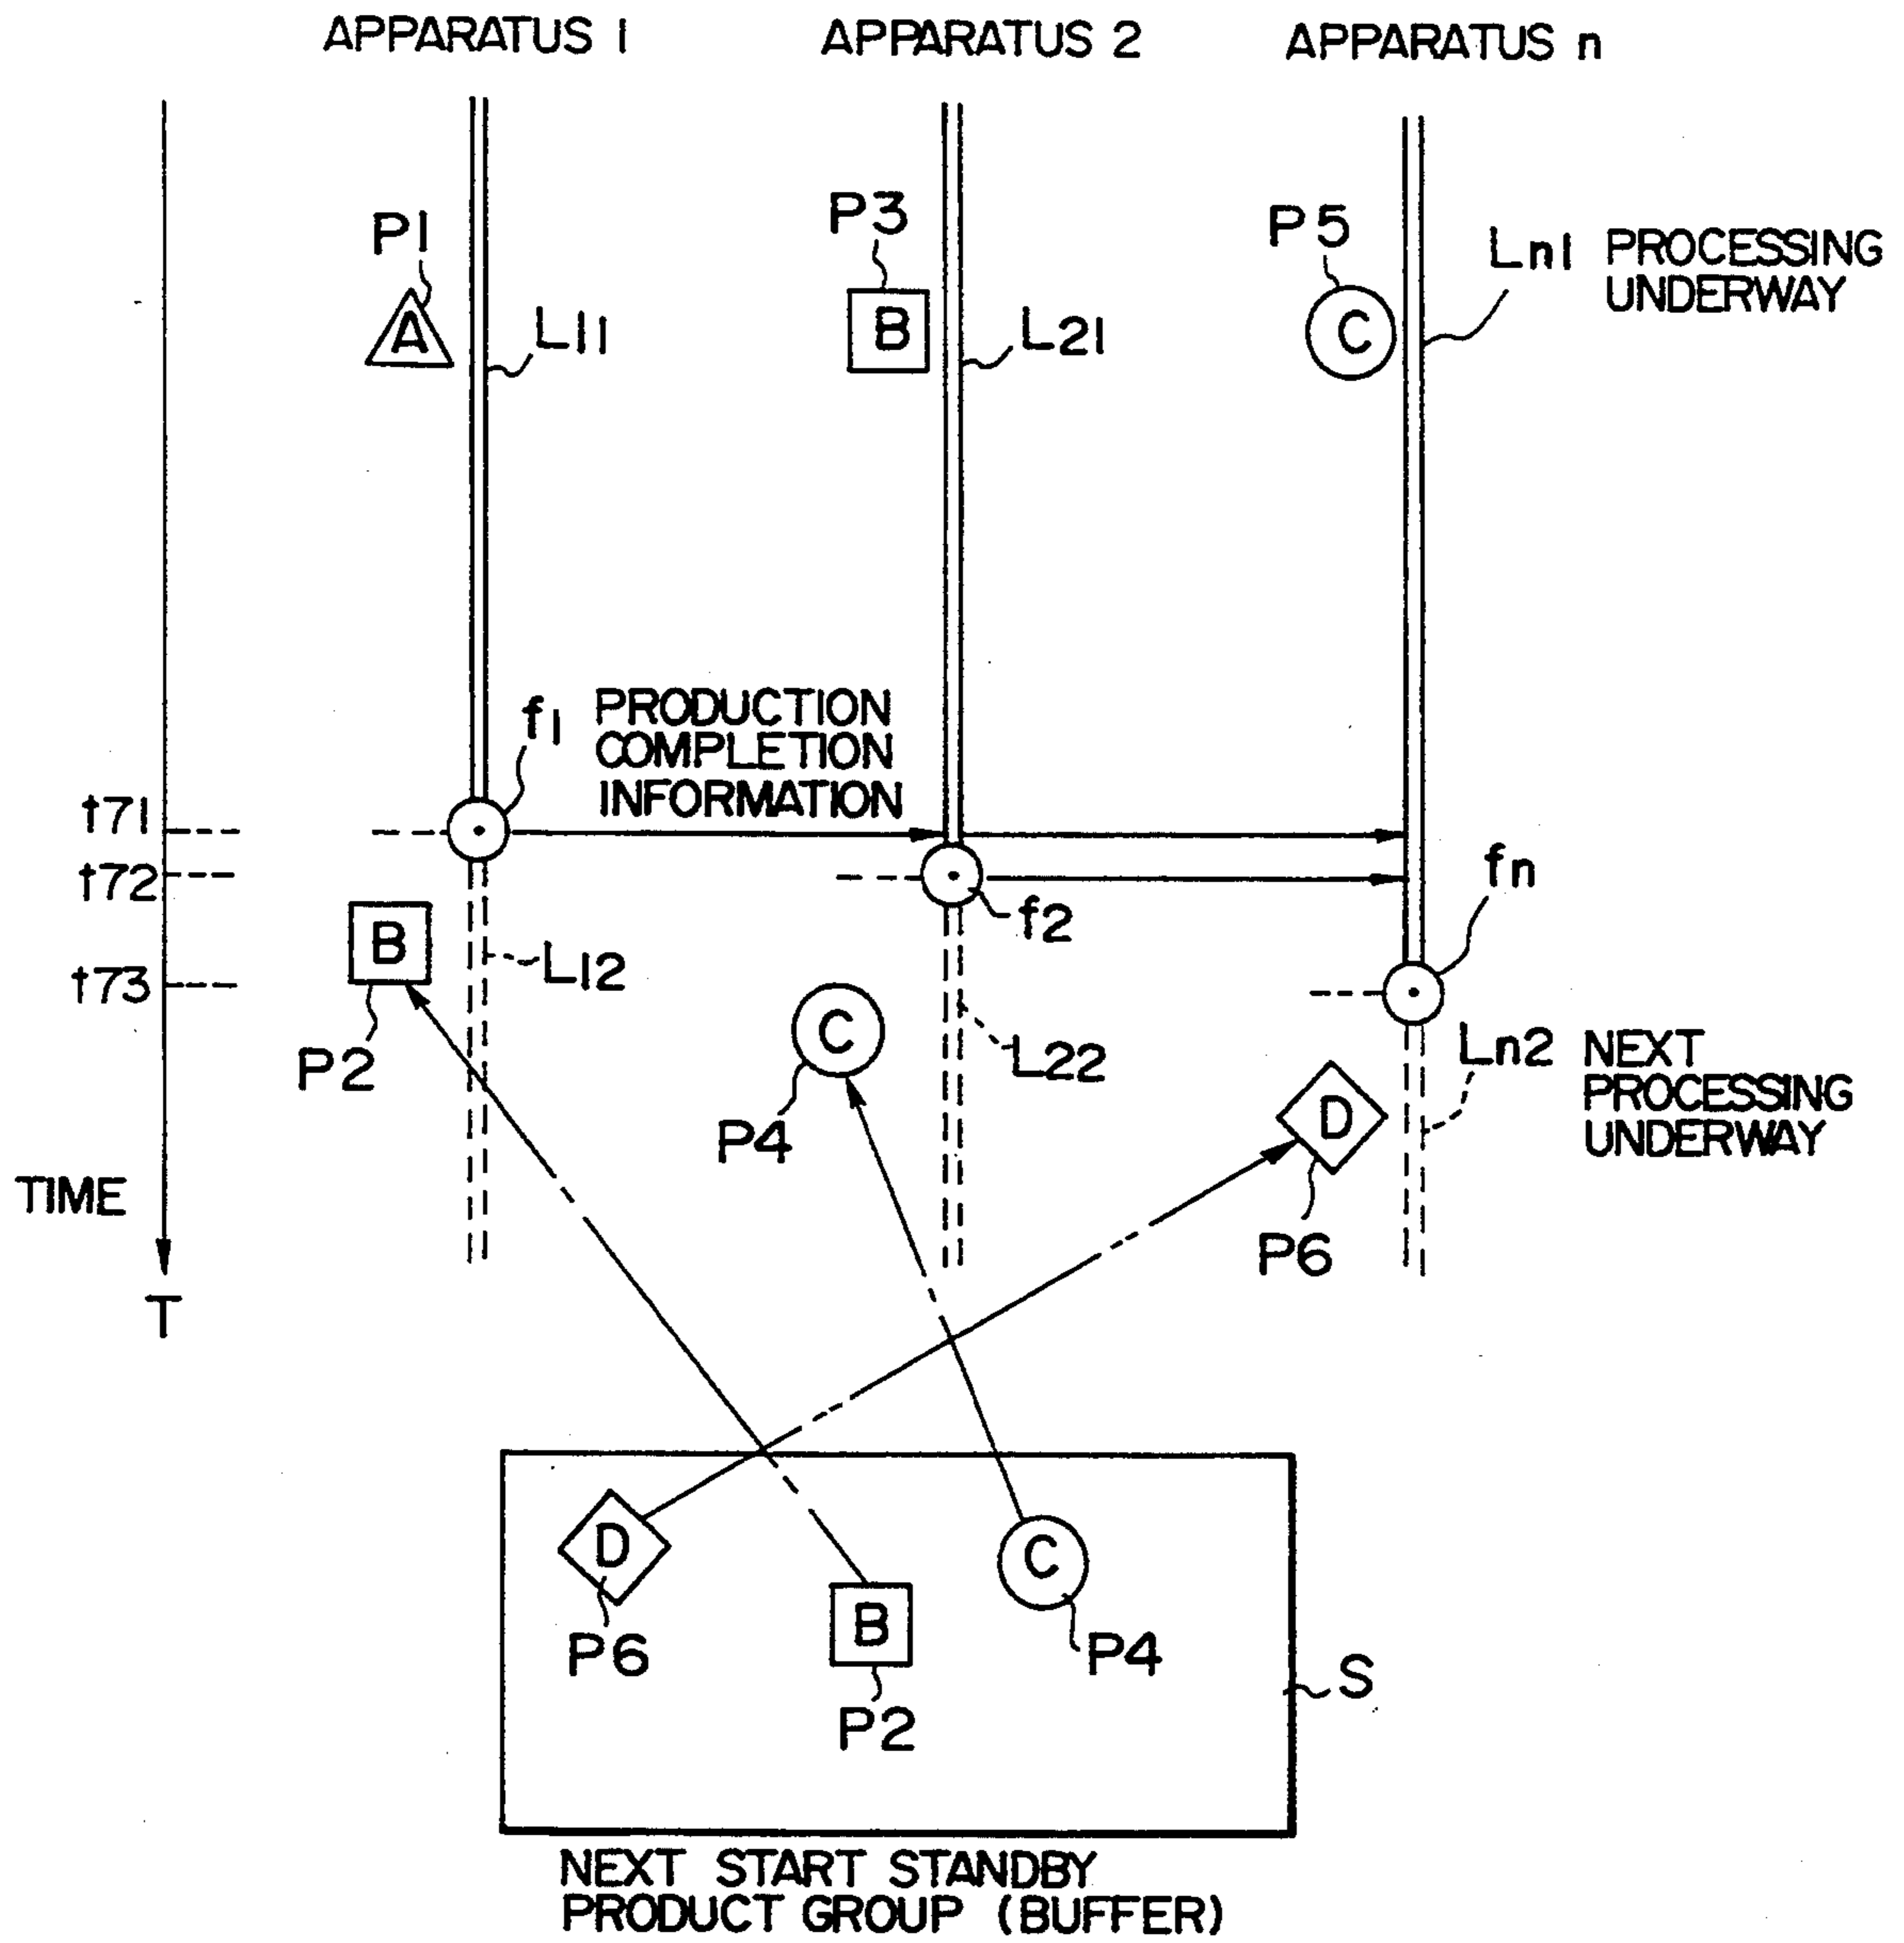 APPARATUS 1
APPARATUS 2
APPARATUS n
P1
P3
P5
A
B
C
L11
L21
Ln1 PROCESSING
UNDERWAY
f1 PRODUCTION
COMPLETION
INFORMATION
t71
t72
t73
fn
f2
B
L12
P2
C
L22
P4
Ln2 NEXT
PROCESSING
UNDERWAY
D
P6
TIME
T
D
C
B
P6
P4
P2
S
NEXT START STANDBY
PRODUCT GROUP (BUFFER)